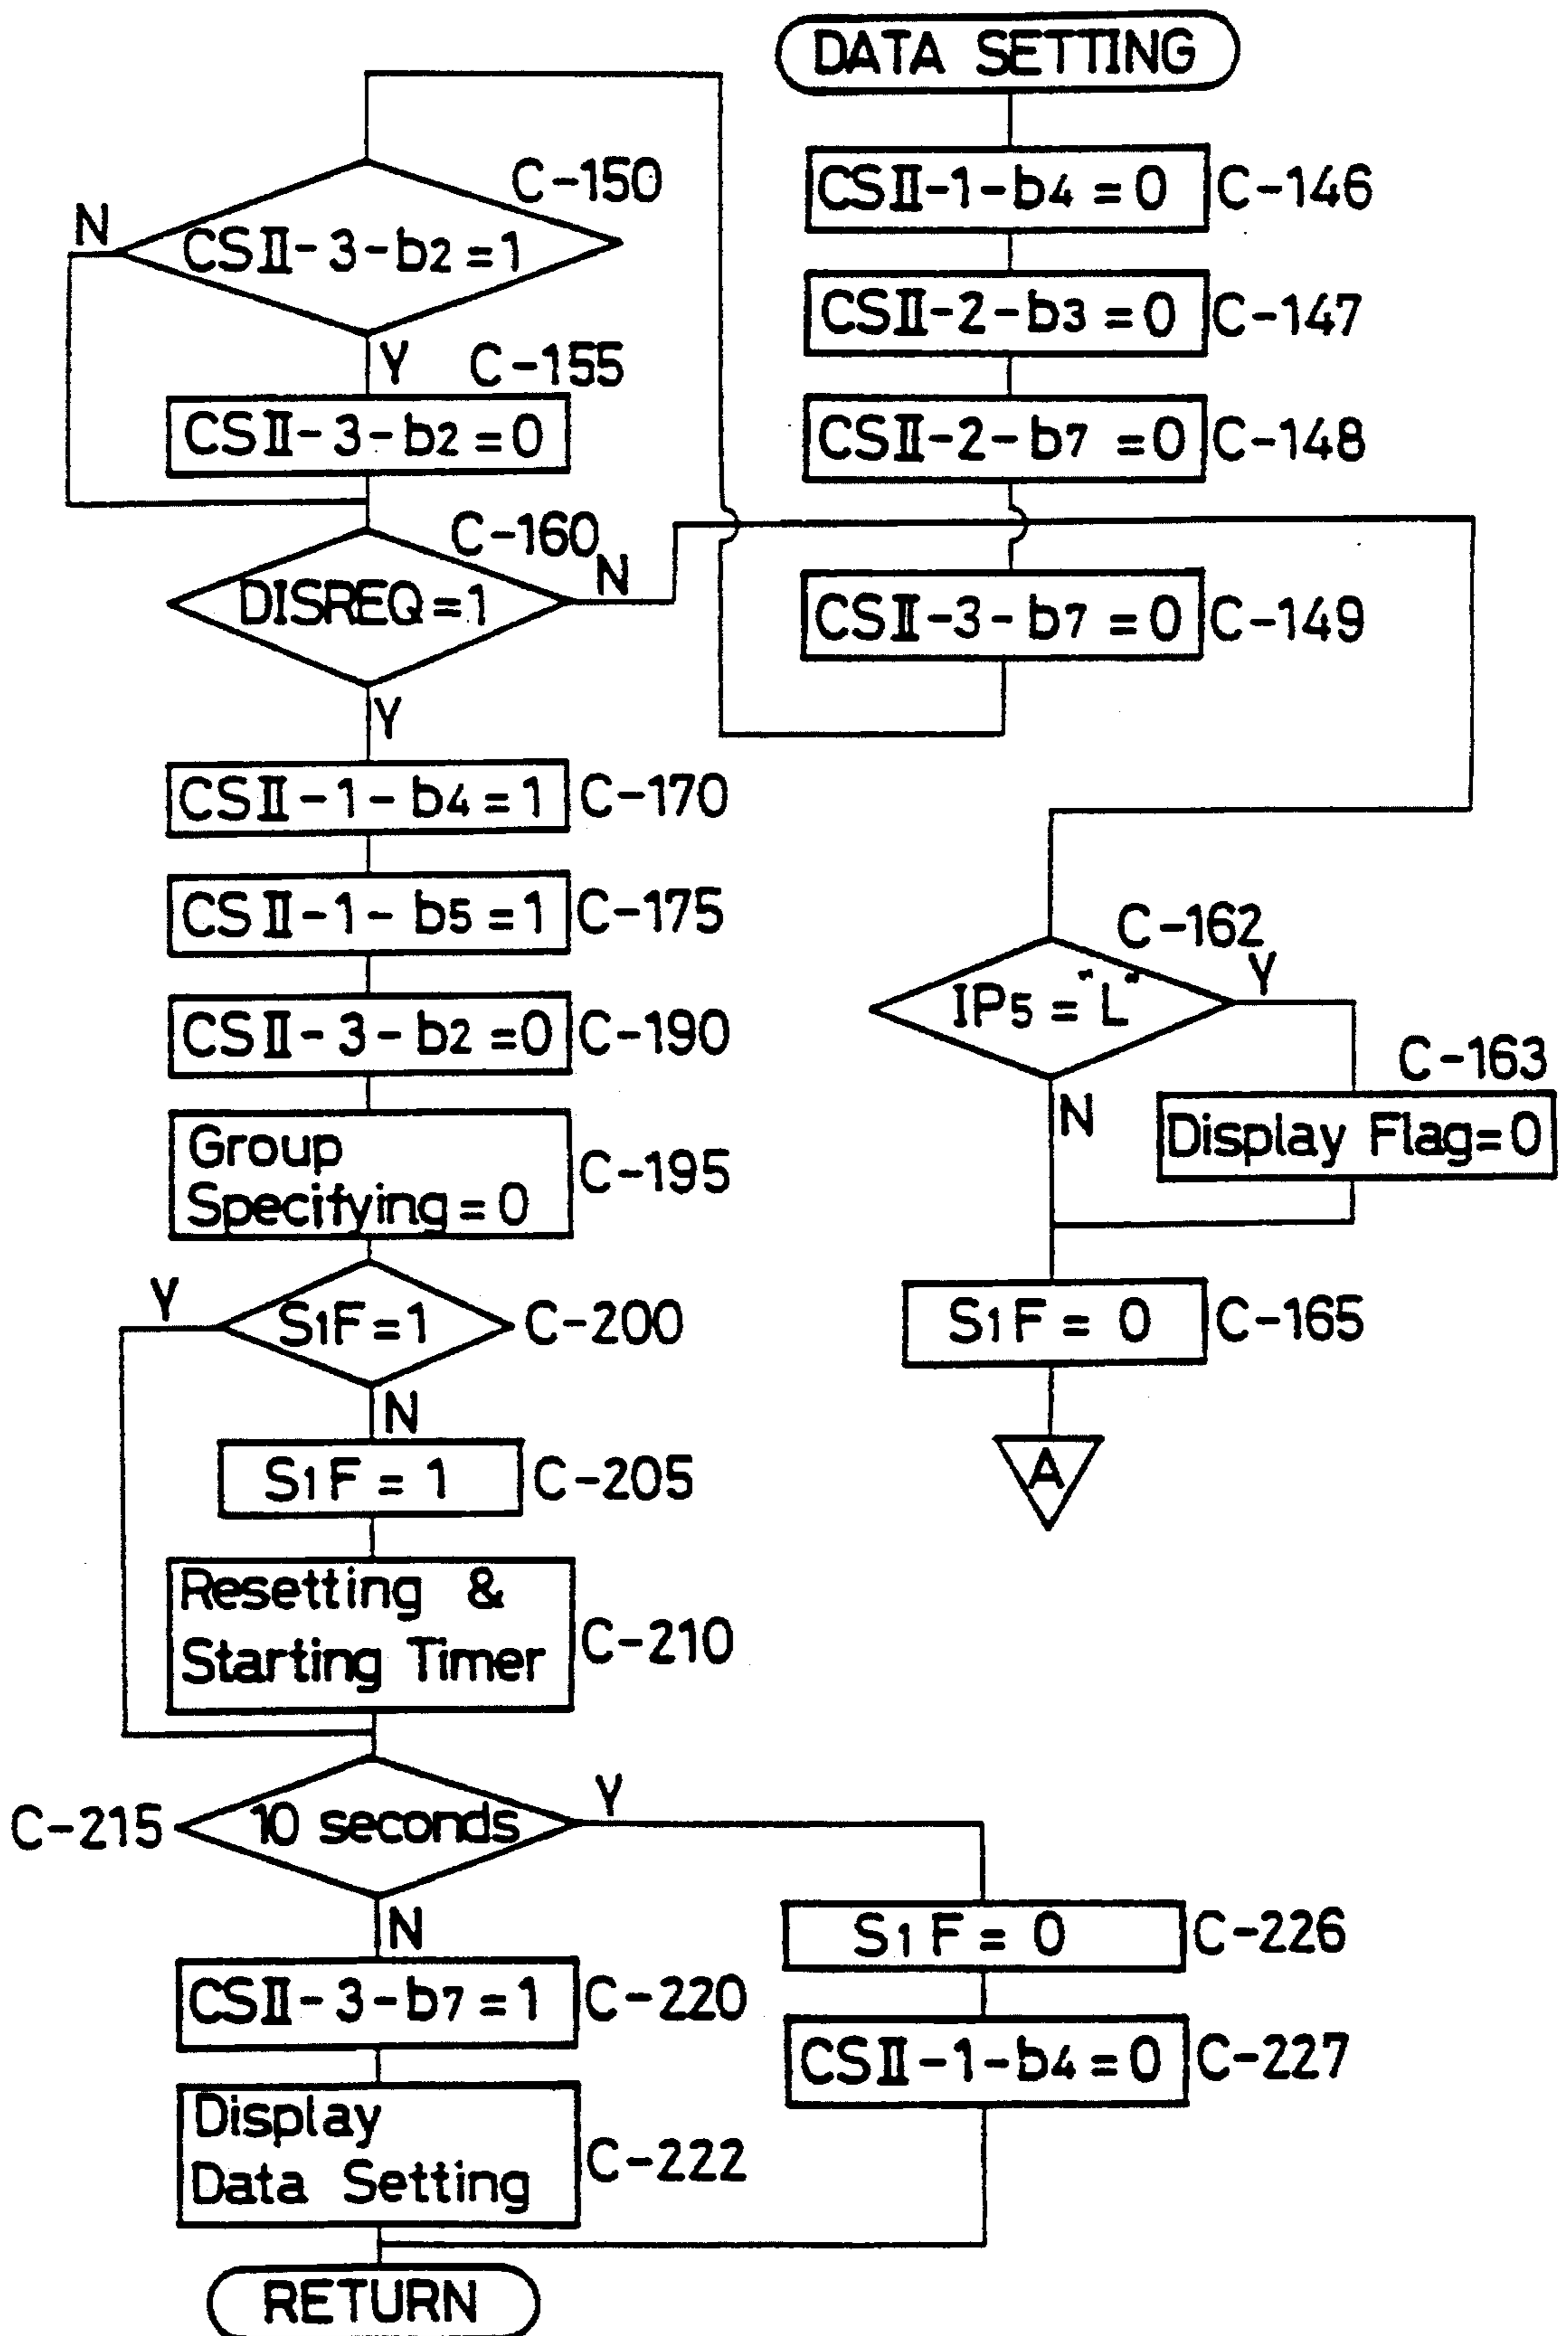 DATA SETTING
CSII-1-b4 = 0 C-146
CSII-2-b3 = 0 C-147
CSII-2-b7 = 0 C-148
CSII-3-b7 = 0 C-149
C-150
CSII-3-b2 = 1
N
Y
C-155
CSII-3-b2 = 0
C-160
DISREQ = 1
N
Y
C-162
IP5 = "L"
Y
N
C-163
Display Flag = 0
S1F = 0 C-165
A
CSII-1-b4 = 1 C-170
CSII-1-b5 = 1 C-175
CSII-3-b2 = 0 C-190
Group
Specifying = 0
C-195
Y
S1F = 1 C-200
N
S1F = 1 C-205
Resetting &
Starting Timer
C-210
C-215 10 seconds
Y
N
CSII-3-b7 = 1 C-220
Display
Data Setting
C-222
S1F = 0 C-226
CSII-1-b4 = 0 C-227
RETURN